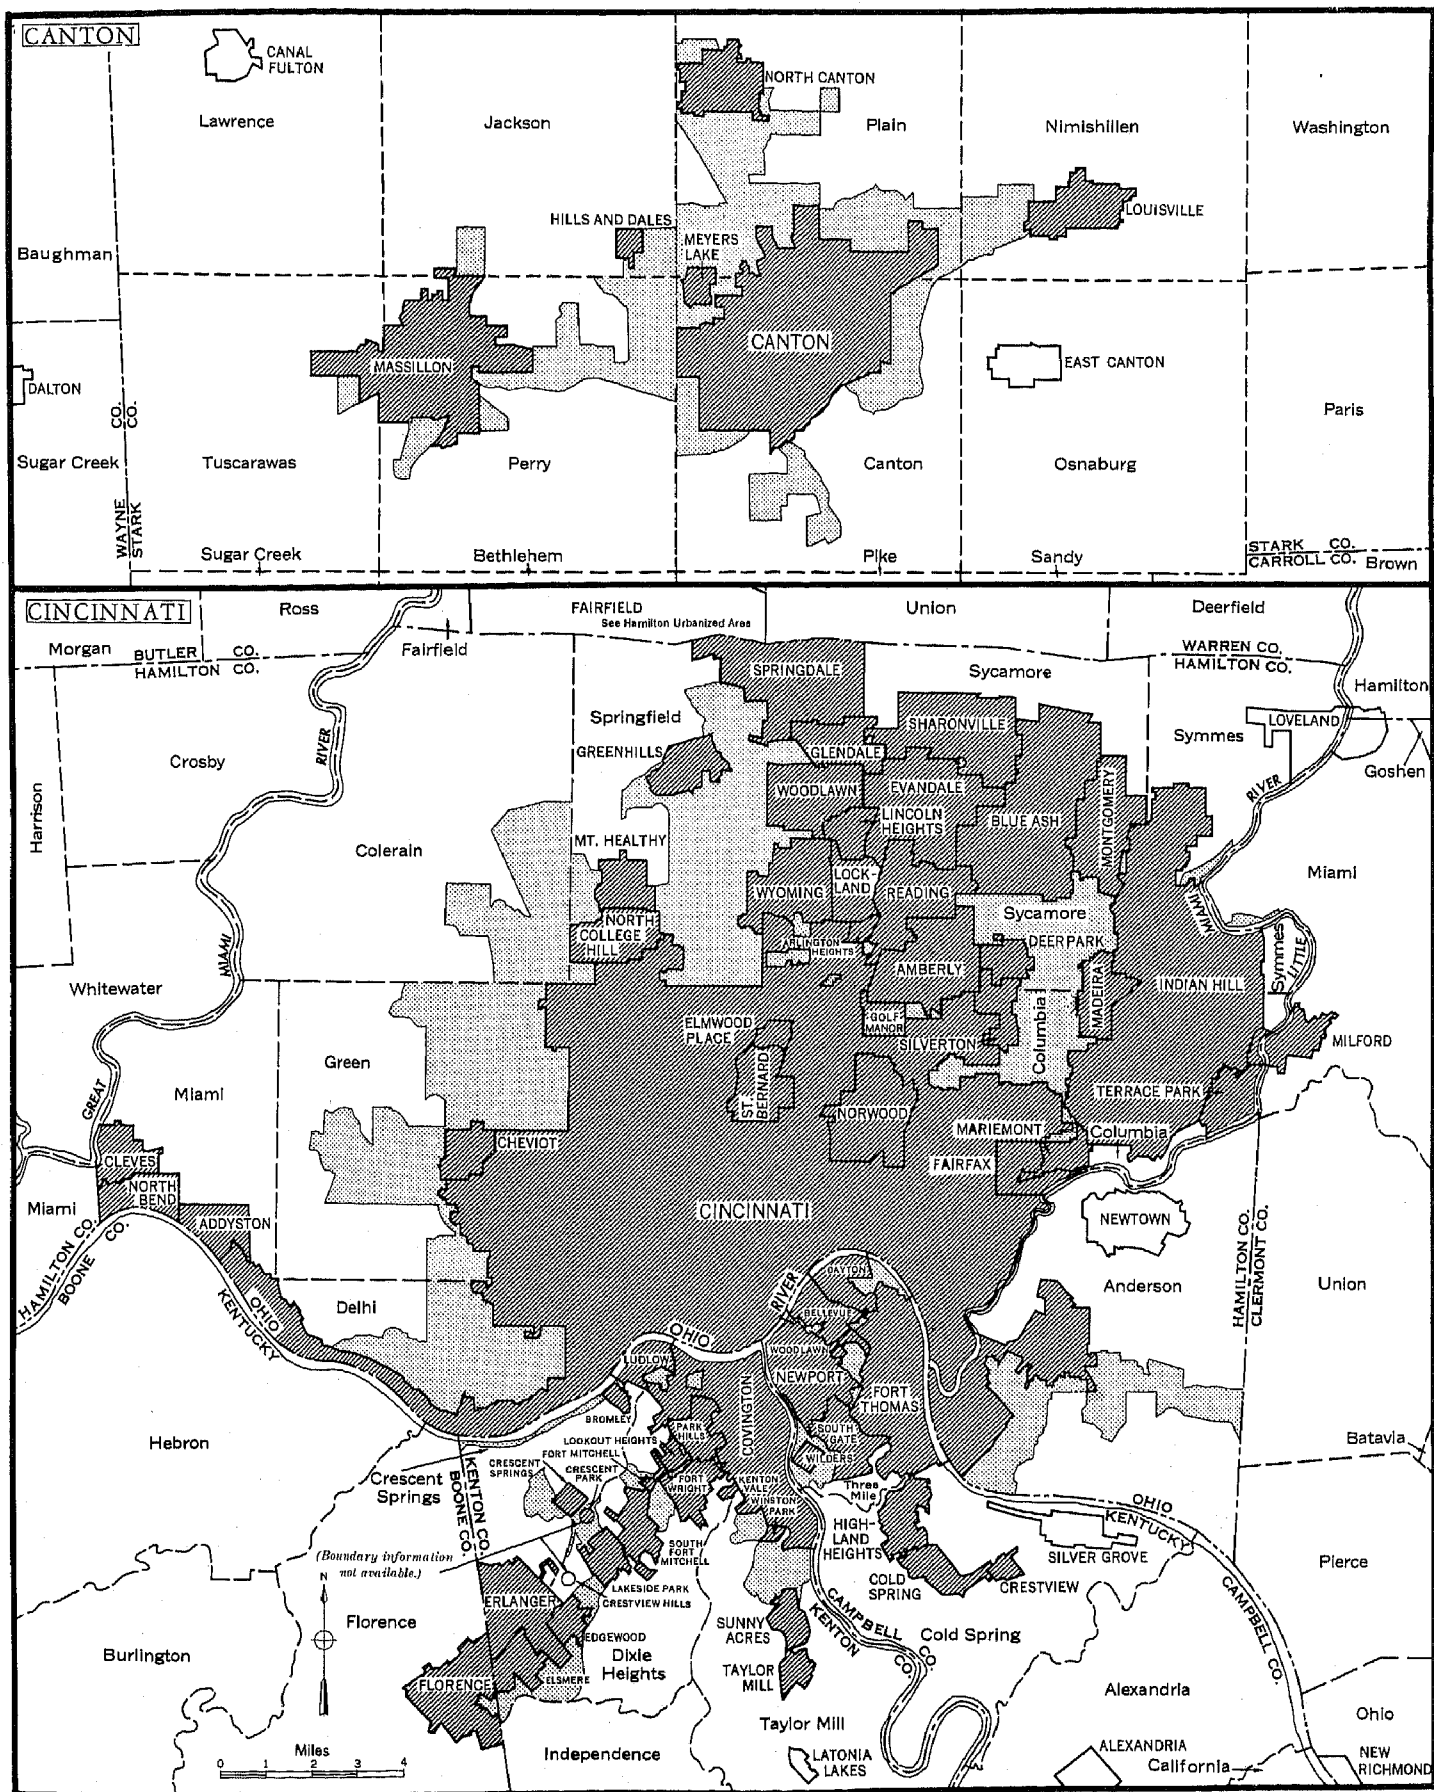 CANTON
CANAL
FULTON
Lawrence
Jackson
NORTH CANTON
Plain
Nimishillen
Washington
HILLS AND DALES
MEYERS
LAKE
LOUISVILLE
Baughman
CANTON
MASSILLON
EAST CANTON
DALTON
CO.
CO.
Paris
Sugar Creek
Tuscarawas
Perry
Canton
Osnaburg
WAYNE
STARK
Sugar Creek
Bethlehem
Pike
Sandy
STARK CO.
CARROLL CO.
Brown
CINCINNATI
Ross
FAIRFIELD
See Hamilton Urbanized Area
Union
Deerfield
Morgan
BUTLER CO.
HAMILTON CO.
Fairfield
WARREN CO.
HAMILTON CO.
SPRINGDALE
Sycamore
Hamilton
Springfield
SHARONVILLE
Symmes
LOVELAND
GREENHILLS
GLENDALE
Crosby
RIVER
Goshen
WOODLAWN
EVANDALE
RIVER
MONTGOMERY
Harrison
LINCOLN
HEIGHTS
BLUE ASH
Colerain
MT. HEALTHY
Miami
WYOMING
LOCK-
LAND
READING
MIAMI
NORTH
COLLEGE
HILL
Sycamore
DEER PARK
ARLINGTON
HEIGHTS
MIAMI
Symmes
LITTLE
AMBERLY
MADEIRA
INDIAN HILL
Whitewater
ELMWOOD
PLACE
GOLF
MANOR
Columbia
SILVERTON
MILFORD
Green
GREAT
Miami
ST.
BERNARD
TERRACE PARK
NORWOOD
MARIEMONT
Columbia
CHEVIOT
CLEVES
FAIRFAX
NORTH
BEND
Miami
ADDYSTON
CINCINNATI
NEWTOWN
HAMILTON CO.
BOONE CO.
HAMILTON CO.
CLERMONT CO.
DAYTON
Anderson
Union
RIVER
Delhi
OHIO
KENTUCKY
BELLEVUE
OHIO
WOODLAWN
LUDLOW
NEWPORT
COVINGTON
FORT
THOMAS
BROMLEY
PARK
HILLS
SOUTH
GATE
Hebron
LOOKOUT HEIGHTS
FORT MITCHELL
Batavia
CRESCENT
SPRINGS
CRESCENT
PARK
WILDERS
Crescent
Springs
KENTON CO.
BOONE CO.
FORT
WRIGHT
KENTON
VALE
WINSTON
PARK
Three
Mile
OHIO
KENTUCKY
HIGH-
LAND
HEIGHTS
SILVER GROVE
(Boundary information
not available.)
SOUTH
FORT
MITCHELL
Pierce
COLD
SPRING
CRESTVIEW
N
LAKESIDE PARK
CRESTVIEW HILLS
ERLANGER
CAMPBELL CO.
KENTON CO.
CAMPBELL CO.
Florence
SUNNY
ACRES
Cold Spring
EDGEWOOD
Burlington
Dixie
Heights
TAYLOR
MILL
ELSMERE
FLORENCE
Alexandria
Ohio
Taylor Mill
Miles
0 1 2 3 4
Independence
LATONIA
LAKES
ALEXANDRIA
California
NEW
RICHMOND